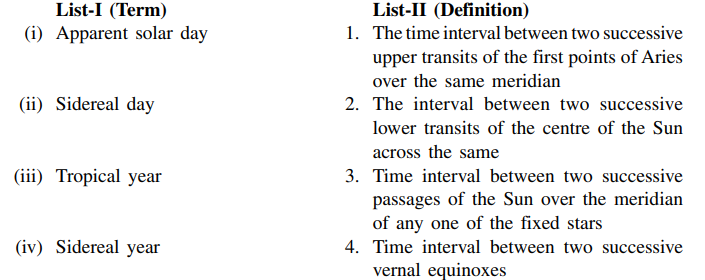 List-I (Term) List-II (Definition)
(i) Apparent solar day 1. The time interval between two successive
upper transits of the first points of Aries
over the same meridian
(ii) Sidereal day 2. The interval between two successive
lower transits of the centre of the Sun
across the same
(iii) Tropical year 3. Time interval between two successive
passages of the Sun over the meridian
of any one of the fixed stars
(iv) Sidereal year 4. Time interval between two successive
vernal equinoxes